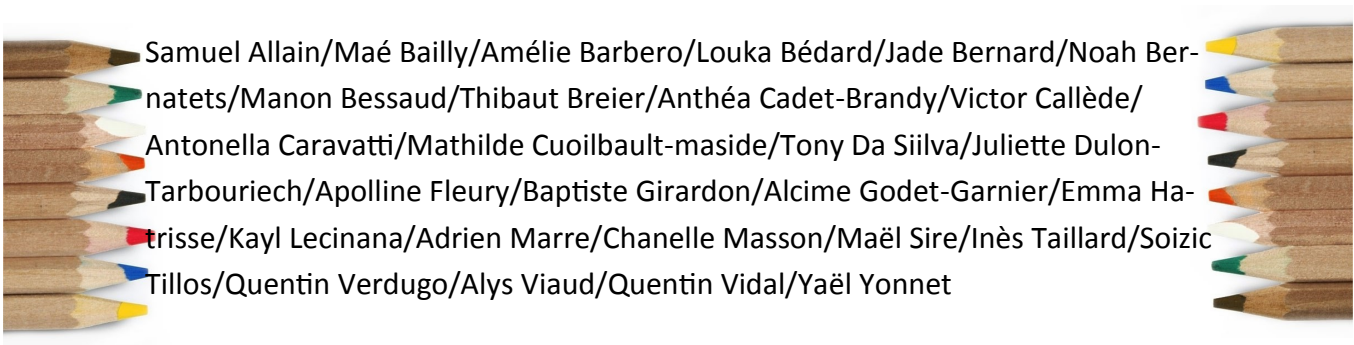 Samuel Allain/Maé Bailly/Amélie Barbero/Louka Bédard/Jade Bernard/Noah Ber-
natets/Manon Bessaud/Thibaut Breier/Anthéa Cadet-Brandy/Victor Callède/
Antonella Caravatti/Mathilde Cuoilbault-maside/Tony Da Siilva/Juliette Dulon-
Tarbouriech/Apolline Fleury/Baptiste Girardon/Alcime Godet-Garnier/Emma Ha-
trisse/Kayl Lecinana/Adrien Marre/Chanelle Masson/Maël Sire/Inès Taillard/Soizic
Tillos/Quentin Verdugo/Alys Viaud/Quentin Vidal/Yaël Yonnet